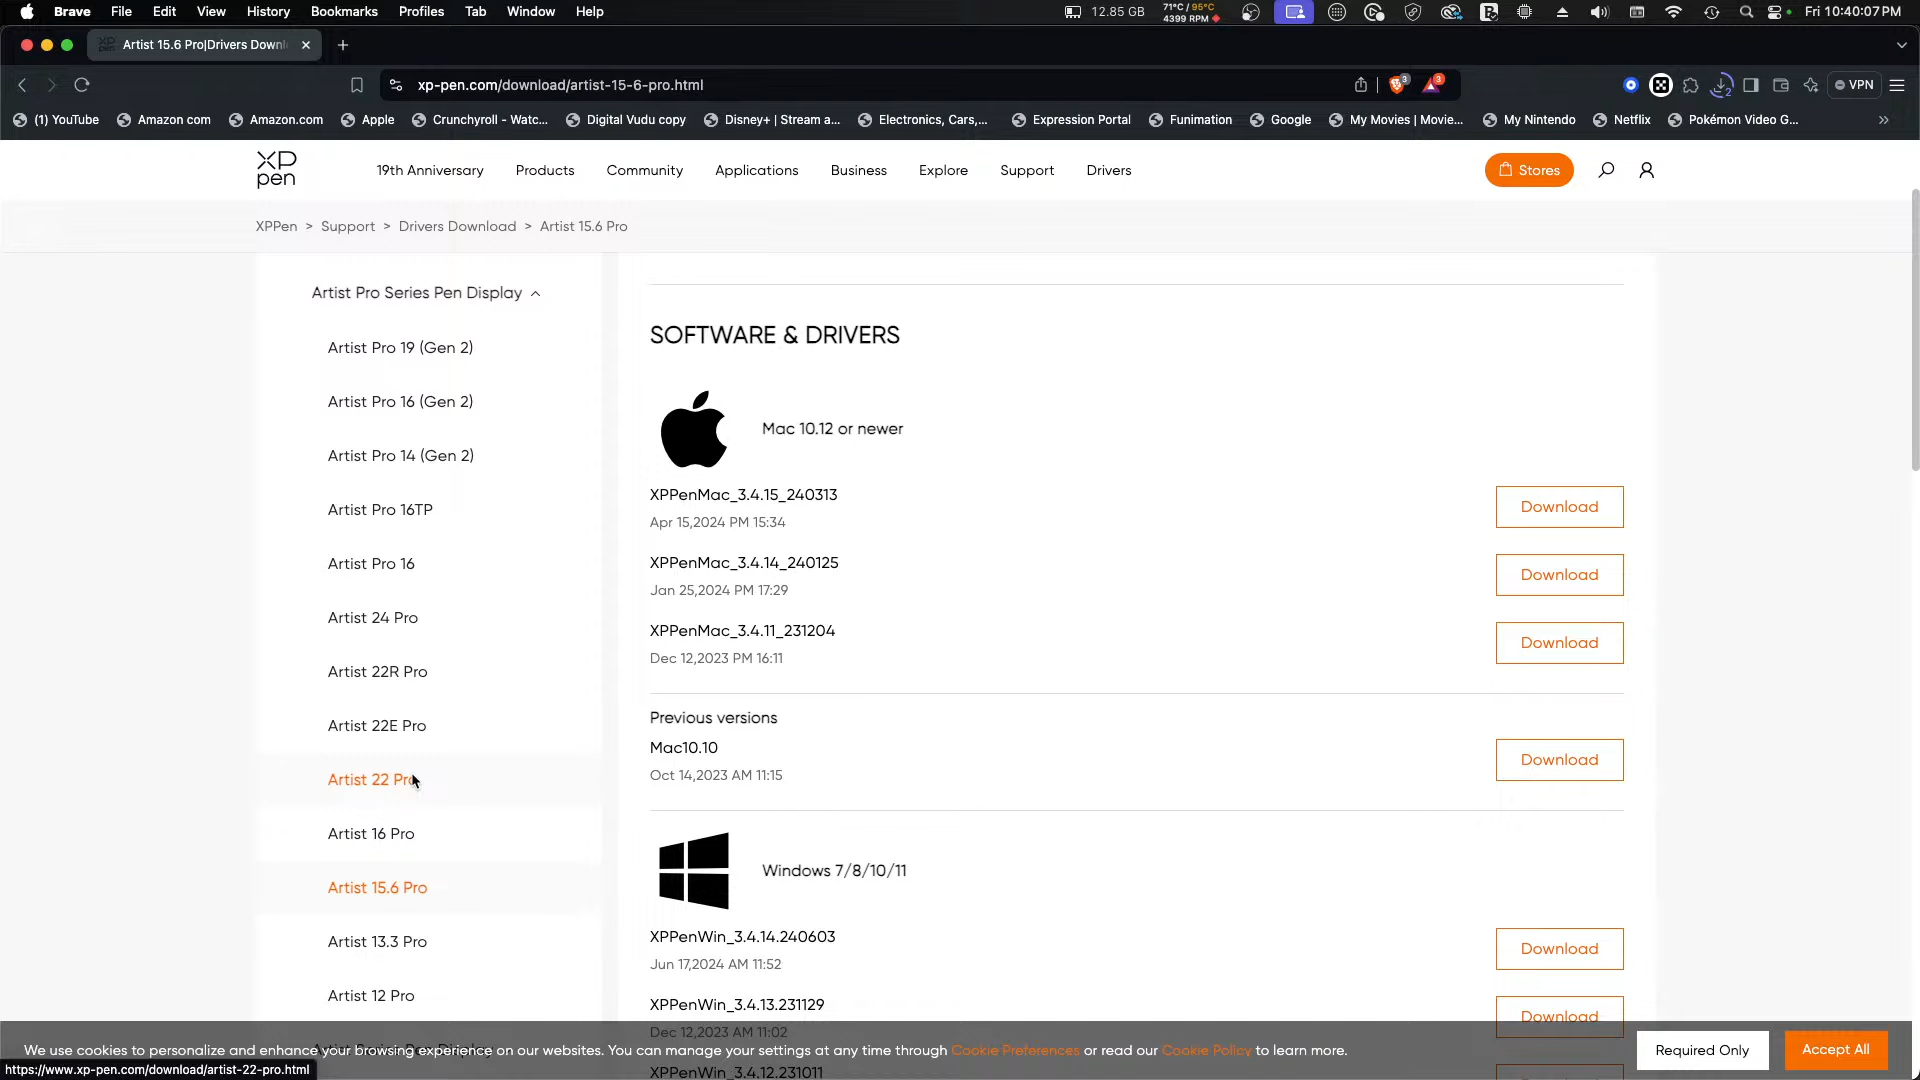 Brave File Edit View History Bookmarks Profiles Tab Window Help 12.85 GB 71°C / 95°C 4399 RPM Fri 10:40:07 PM
Artist 15.6 Pro|Drivers Downl
xp-pen.com/download/artist-15-6-pro.html 3 3 2 VPN
(1) YouTube Amazon com Amazon.com Apple Crunchyroll - Watc... Digital Vudu copy Disney+ | Stream a... Electronics, Cars,... Expression Portal Funimation Google My Movies | Movie... My Nintendo Netflix Pokémon Video G... »
XP pen 19th Anniversary Products Community Applications Business Explore Support Drivers Stores
XPPen > Support > Drivers Download > Artist 15.6 Pro
Artist Pro Series Pen Display
Artist Pro 19 (Gen 2)
Artist Pro 16 (Gen 2)
Artist Pro 14 (Gen 2)
Artist Pro 16TP
Artist Pro 16
Artist 24 Pro
Artist 22R Pro
Artist 22E Pro
Artist 22 Pro
Artist 16 Pro
Artist 15.6 Pro
Artist 13.3 Pro
Artist 12 Pro
SOFTWARE & DRIVERS
Mac 10.12 or newer
XPPenMac_3.4.15_240313
Apr 15,2024 PM 15:34
Download
XPPenMac_3.4.14_240125
Jan 25,2024 PM 17:29
Download
XPPenMac_3.4.11_231204
Dec 12,2023 PM 16:11
Download
Previous versions
Mac10.10
Oct 14,2023 AM 11:15
Download
Windows 7/8/10/11
XPPenWin_3.4.14.240603
Jun 17,2024 AM 11:52
Download
XPPenWin_3.4.13.231129
Dec 12,2023 AM 11:02
Download
XPPenWin_3.4.12.231011
We use cookies to personalize and enhance your browsing experience on our websites. You can manage your settings at any time through Cookie Preferences or read our Cookie Policy to learn more.
Required Only Accept All
https://www.xp-pen.com/download/artist-22-pro.html